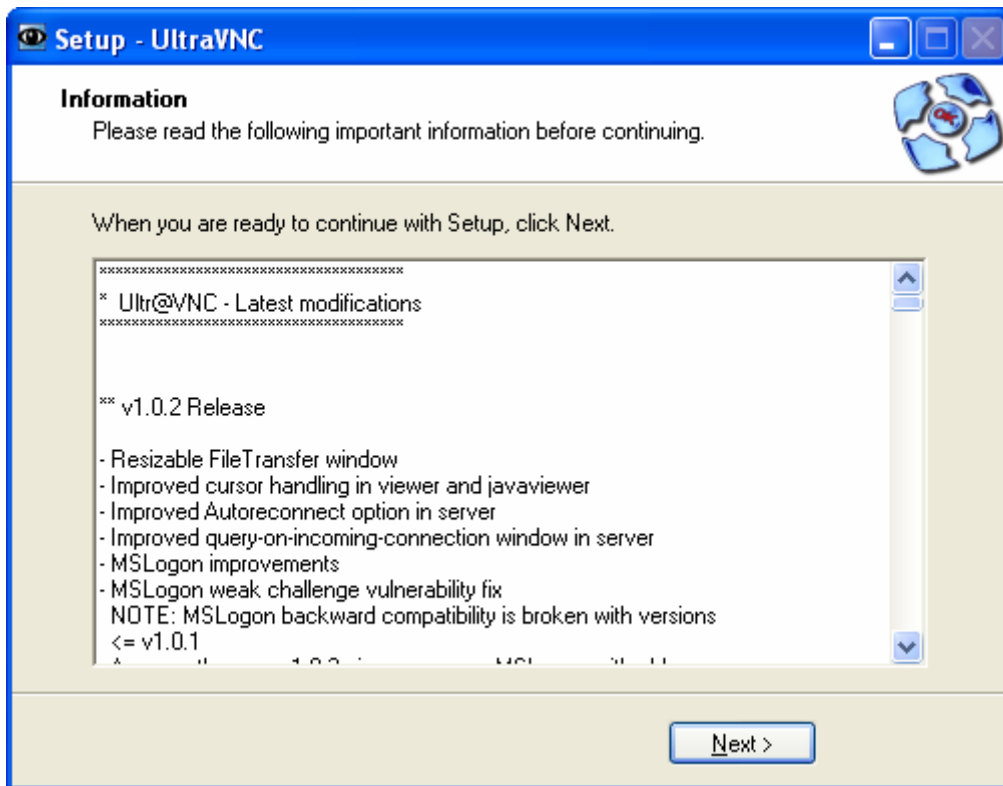 Setup - UltraVNC
Information
Please read the following important information before continuing.
OK
When you are ready to continue with Setup, click Next.
**************************************
* Ultr@VNC - Latest modifications
**************************************
** v1.0.2 Release
- Resizable FileTransfer window
- Improved cursor handling in viewer and javaviewer
- Improved Autoreconnect option in server
- Improved query-on-incoming-connection window in server
- MSLogon improvements
- MSLogon weak challenge vulnerability fix
NOTE: MSLogon backward compatibility is broken with versions
<= v1.0.1
Next >